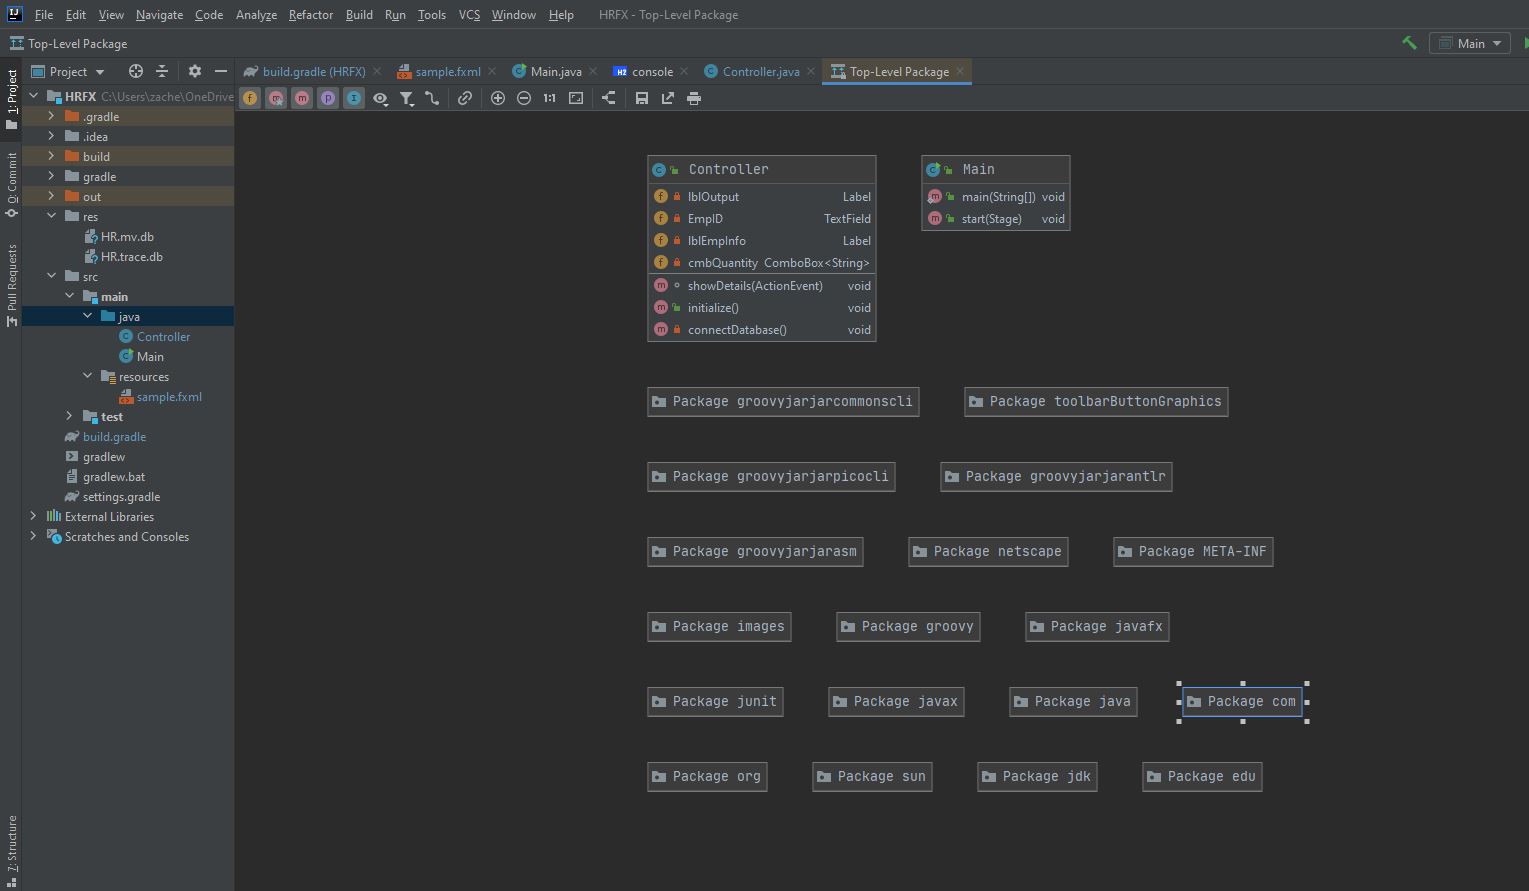 File Edit View Navigate Code Analyze Refactor Build Run Tools VCS Window Help HRFX - Top-Level Package
Top-Level Package Main
Project build.gradle (HRFX) sample.fxml Main.java console Controller.java Top-Level Package
1: Project
0: Commit
Pull Requests
7: Structure
HRFX C:\Users\zache\OneDrive
.gradle
.idea
build
gradle
out
res
HR.mv.db
HR.trace.db
src
main
java
Controller
Main
resources
sample.fxml
test
build.gradle
gradlew
gradlew.bat
settings.gradle
External Libraries
Scratches and Consoles
1:1
Controller
lblOutput Label
EmpID TextField
lblEmpInfo Label
cmbQuantity ComboBox<String>
showDetails(ActionEvent) void
initialize() void
connectDatabase() void
Main
main(String[]) void
start(Stage) void
Package groovyjarjarcommonscli Package toolbarButtonGraphics
Package groovyjarjarpicocli Package groovyjarjarantlr
Package groovyjarjarasm Package netscape Package META-INF
Package images Package groovy Package javafx
Package junit Package javax Package java Package com
Package org Package sun Package jdk Package edu